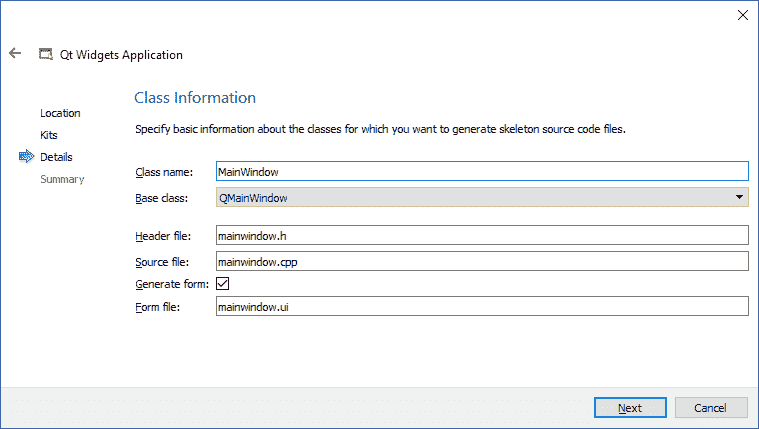 Qt Widgets Application
Location
Kits
Details
Summary
Class Information
Specify basic information about the classes for which you want to generate skeleton source code files.
Class name: MainWindow
Base class: QMainWindow
Header file: mainwindow.h
Source file: mainwindow.cpp
Generate form:
Form file: mainwindow.ui
Next Cancel